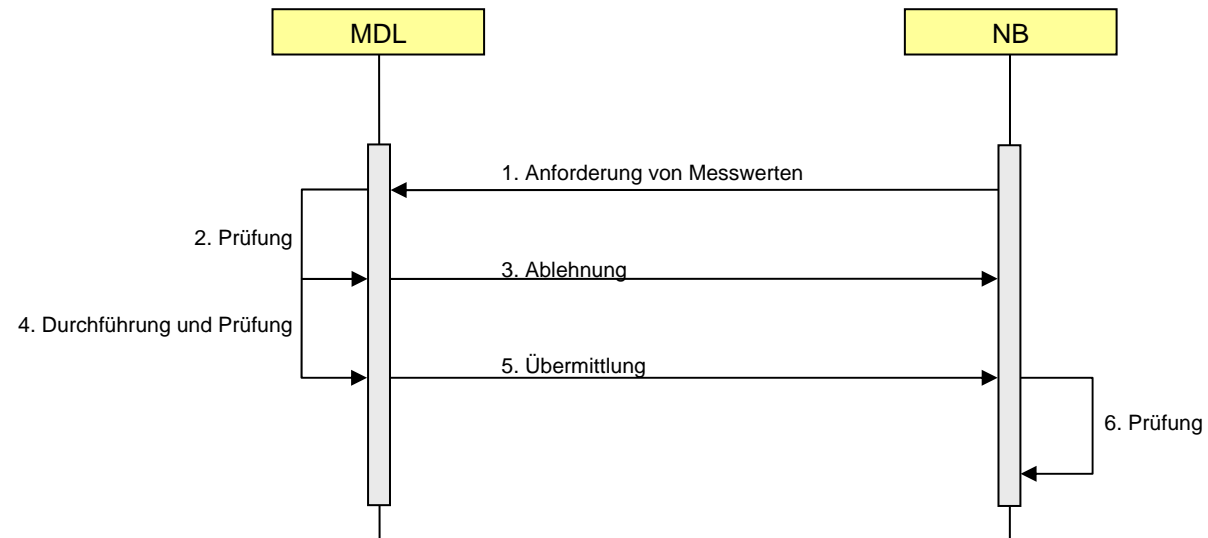 MDL
NB
1. Anforderung von Messwerten
2. Prüfung
3. Ablehnung
4. Durchführung und Prüfung
5. Übermittlung
6. Prüfung